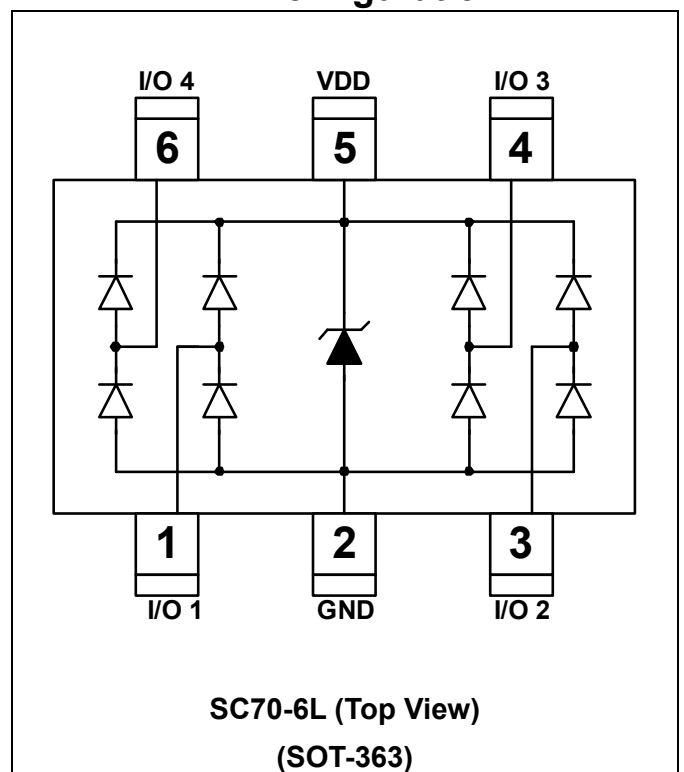 I/O 4 VDD I/O 3
6 5 4
1 2 3
I/O 1 GND I/O 2
SC70-6L (Top View)
(SOT-363)